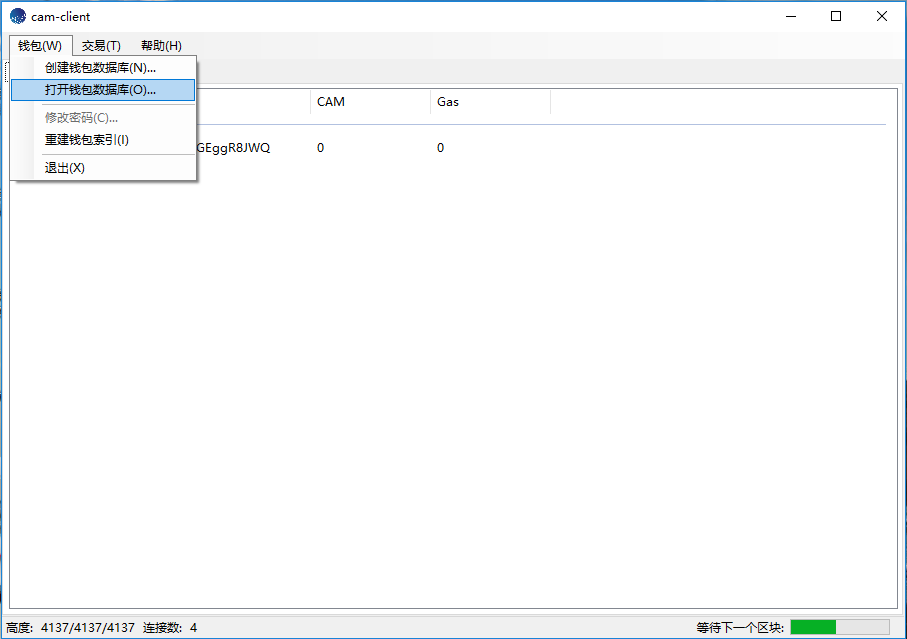 cam-client
钱包(W) 交易(T) 帮助(H)
创建钱包数据库(N)...
打开钱包数据库(O)...
CAM Gas
修改密码(C)...
重建钱包索引(I)
GEggR8JWQ 0 0
退出(X)
高度: 4137/4137/4137 连接数: 4 等待下一个区块: